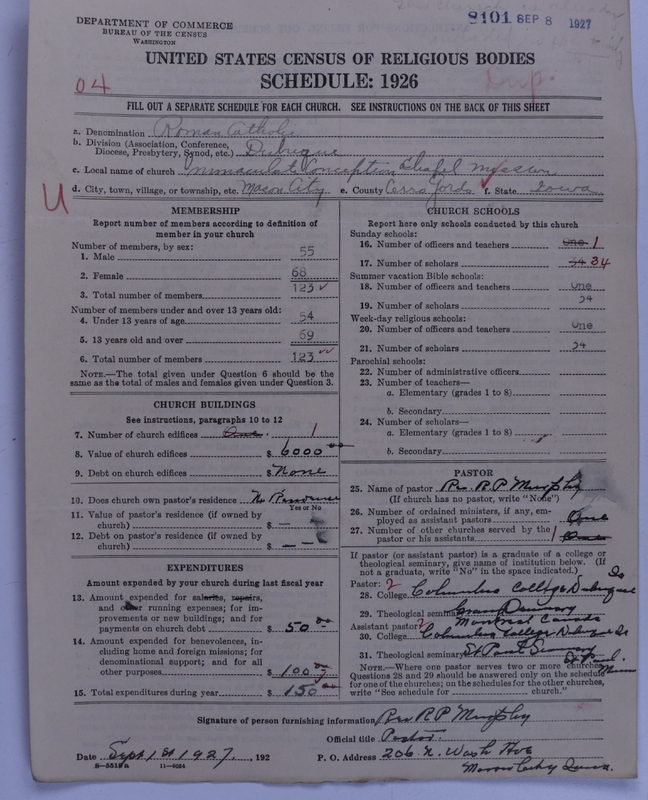 DEPARTMENT OF COMMERCE
BUREAU OF THE CENSUS
WASHINGTON
8101 SEP 8 1927
UNITED STATES CENSUS OF RELIGIOUS BODIES
SCHEDULE: 1926
04
Dup.
FILL OUT A SEPARATE SCHEDULE FOR EACH CHURCH. SEE INSTRUCTIONS ON THE BACK OF THIS SHEET
a. Denomination Roman Catholic
b. Division (Association, Conference,
Diocese, Presbytery, Synod, etc.) Dubuque
c. Local name of church Immaculate Conception Chapel Mission
d. City, town, village, or township, etc. Mason City e. County Cerro Gordo f. State Iowa
U
MEMBERSHIP
Report number of members according to definition of
member in your church
Number of members, by sex:
1. Male 55
2. Female 68
3. Total number of members 123
Number of members under and over 13 years old:
4. Under 13 years of age 54
5. 13 years old and over 69
6. Total number of members 123
NOTE.—The total given under Question 6 should be the
same as the total of males and females given under Question 3.
CHURCH BUILDINGS
See instructions, paragraphs 10 to 12
7. Number of church edifices One 1
8. Value of church edifices $ 6000 00
9. Debt on church edifices $ None
10. Does church own pastor's residence No Residence
Yes or No
11. Value of pastor's residence (if owned by
church) $ —
12. Debt on pastor's residence (if owned by
church) $ — —
EXPENDITURES
Amount expended by your church during last fiscal year
13. Amount expended for salaries, repairs,
and other running expenses; for im-
provements or new buildings; and for
payments on church debt $ 50 00
14. Amount expended for benevolences, in-
cluding home and foreign missions; for
denominational support; and for all
other purposes $ 100
15. Total expenditures during year $ 150 00
CHURCH SCHOOLS
Report here only schools conducted by this church
Sunday schools:
16. Number of officers and teachers one 1
17. Number of scholars 34 34
Summer vacation Bible schools:
18. Number of officers and teachers one
19. Number of scholars 34
Week-day religious schools:
20. Number of officers and teachers one
21. Number of scholars 34
Parochial schools:
22. Number of administrative officers
23. Number of teachers—
a. Elementary (grades 1 to 8)
b. Secondary
24. Number of scholars—
a. Elementary (grades 1 to 8)
b. Secondary
PASTOR
25. Name of pastor Rev. R P Murphy
(If church has no pastor, write "None")
26. Number of ordained ministers, if any, em-
ployed as assistant pastors One
27. Number of other churches served by the
pastor or his assistants 1 One
If pastor (or assistant pastor) is a graduate of a college or
theological seminary, give name of institution below. (If
not a graduate, write "No" in the space indicated.)
Pastor: 2
28. College Columbus College Dubuque Ia
29. Theological seminary Grand Seminary
Montreal Canada
Assistant pastor: 2
30. College Columbus College Dubuque Ia
31. Theological seminary St Paul Seminary
St Paul. Minn
NOTE.—Where one pastor serves two or more churches,
Questions 28 and 29 should be answered only on the schedule
for one of the churches; on the schedules for the other churches,
write "See schedule for church."
Signature of person furnishing information Rev R P Murphy
Official title Pastor
Date Sept 1st 1927, 192
P. O. Address 206 N. Wash Ave
Mason City Iowa
8—5519a 11—9034